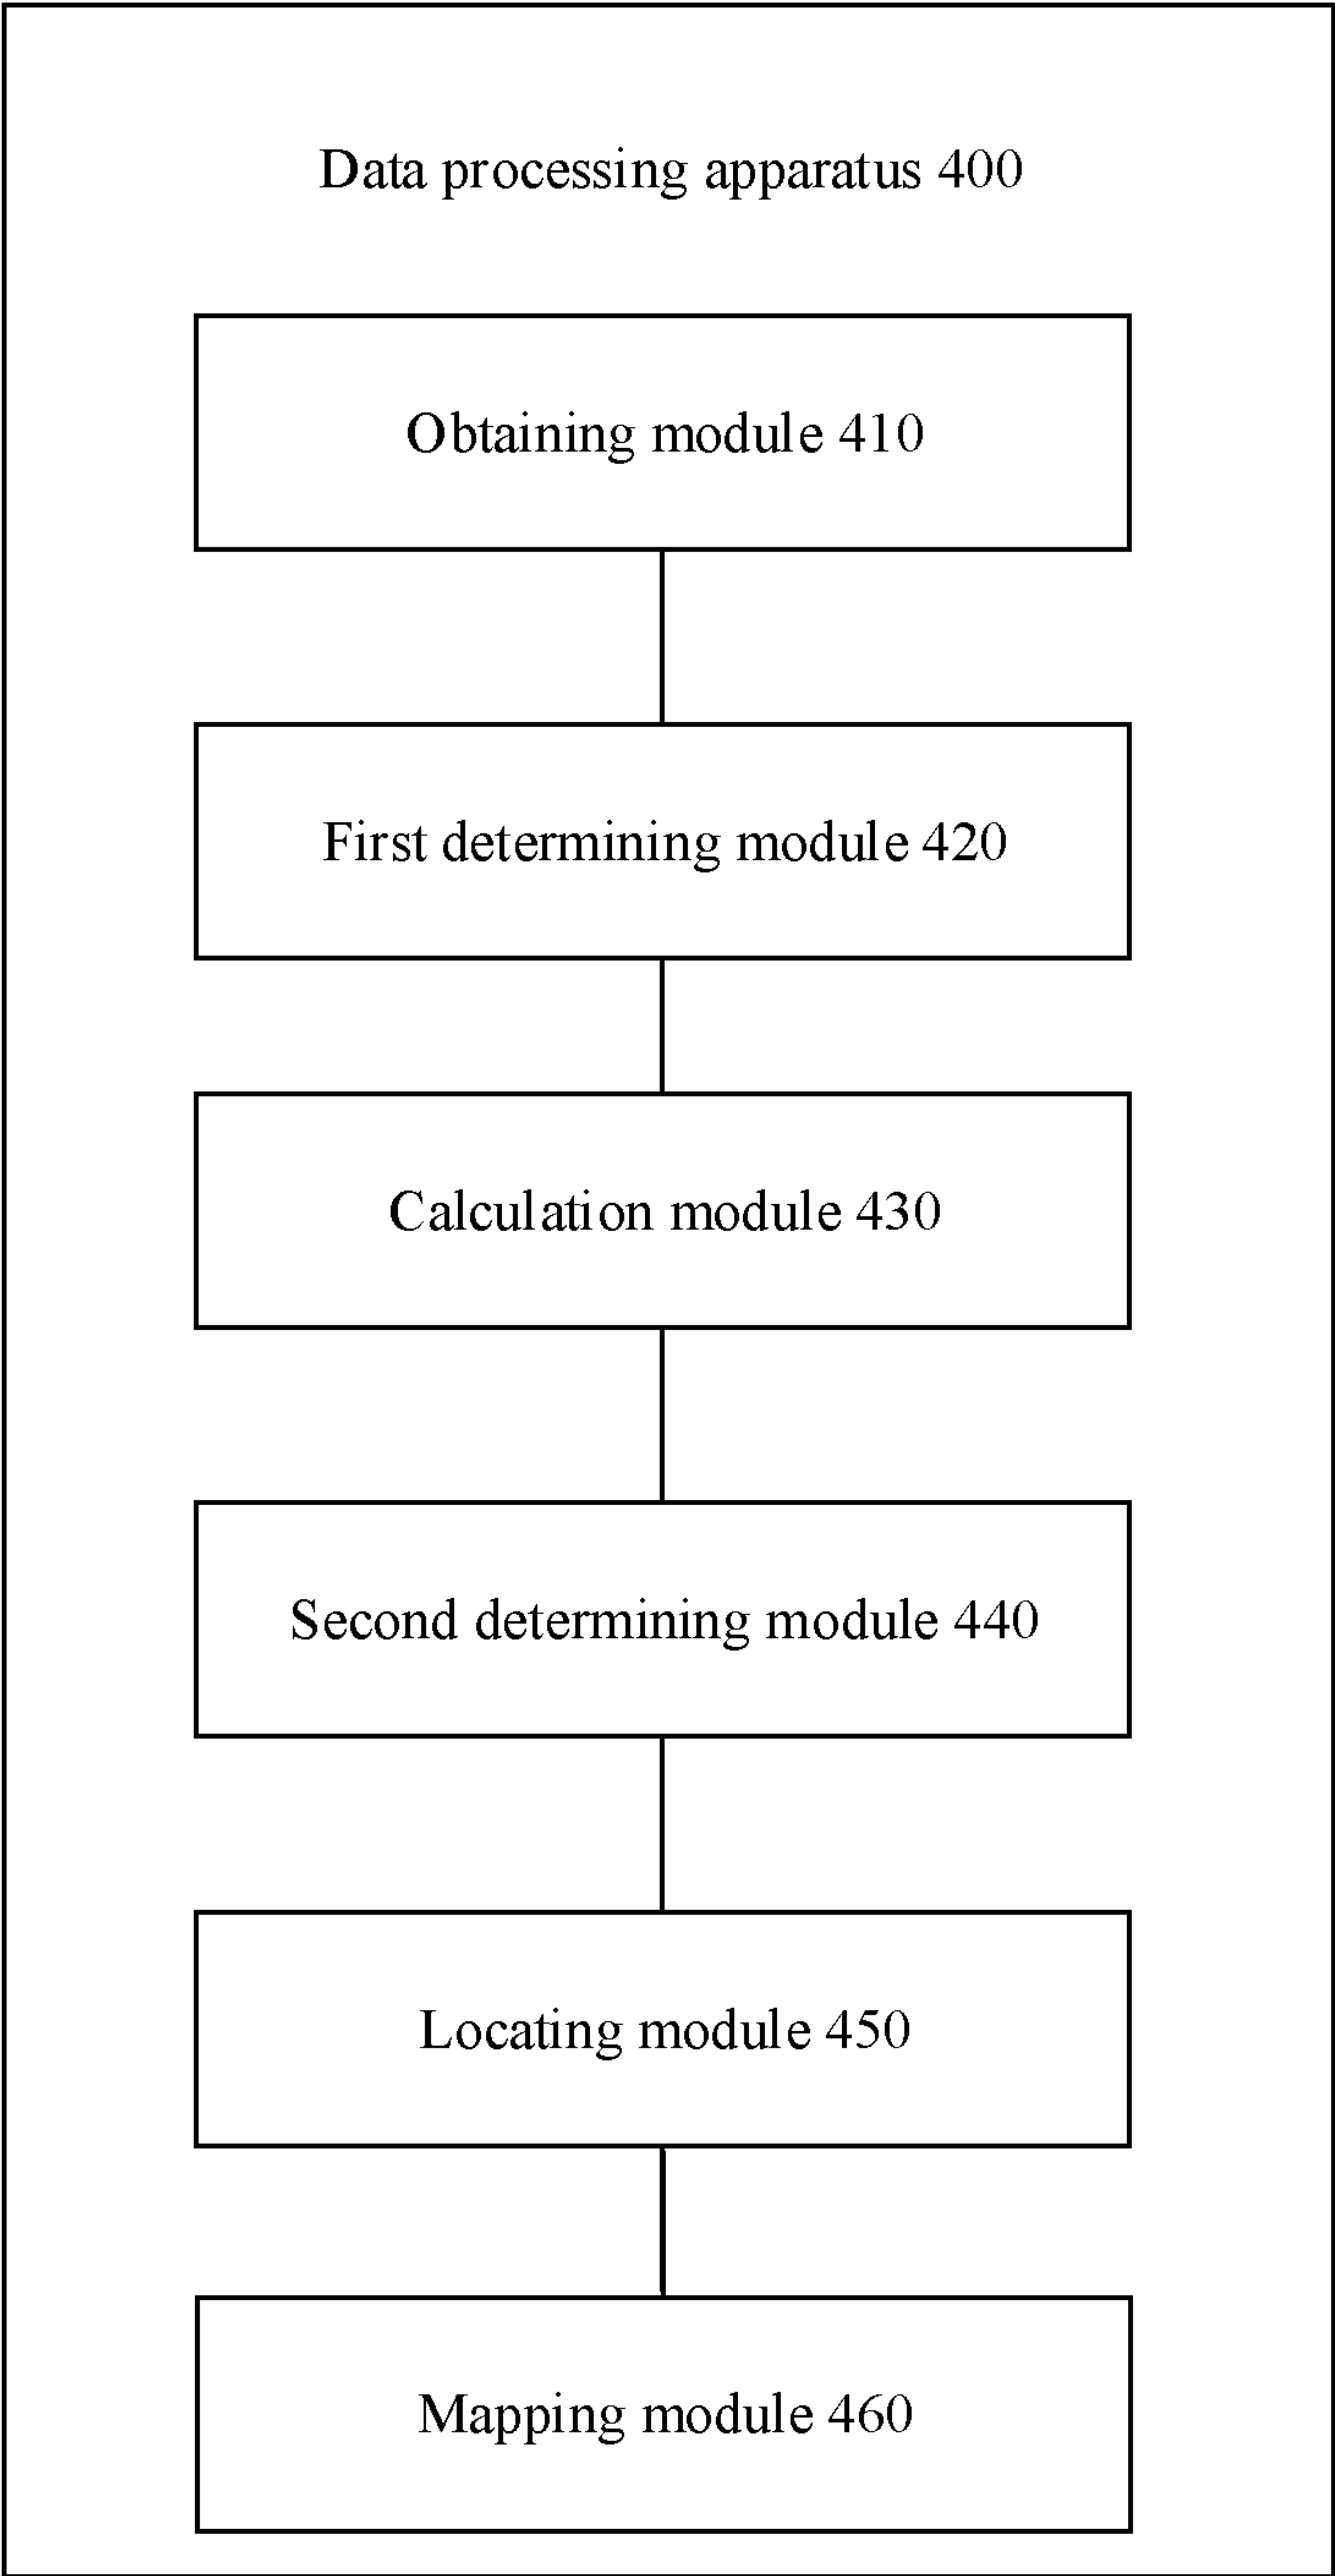 Data processing apparatus 400
Obtaining module 410
First determining module 420
Calculation module 430
Second determining module 440
Locating module 450
Mapping module 460